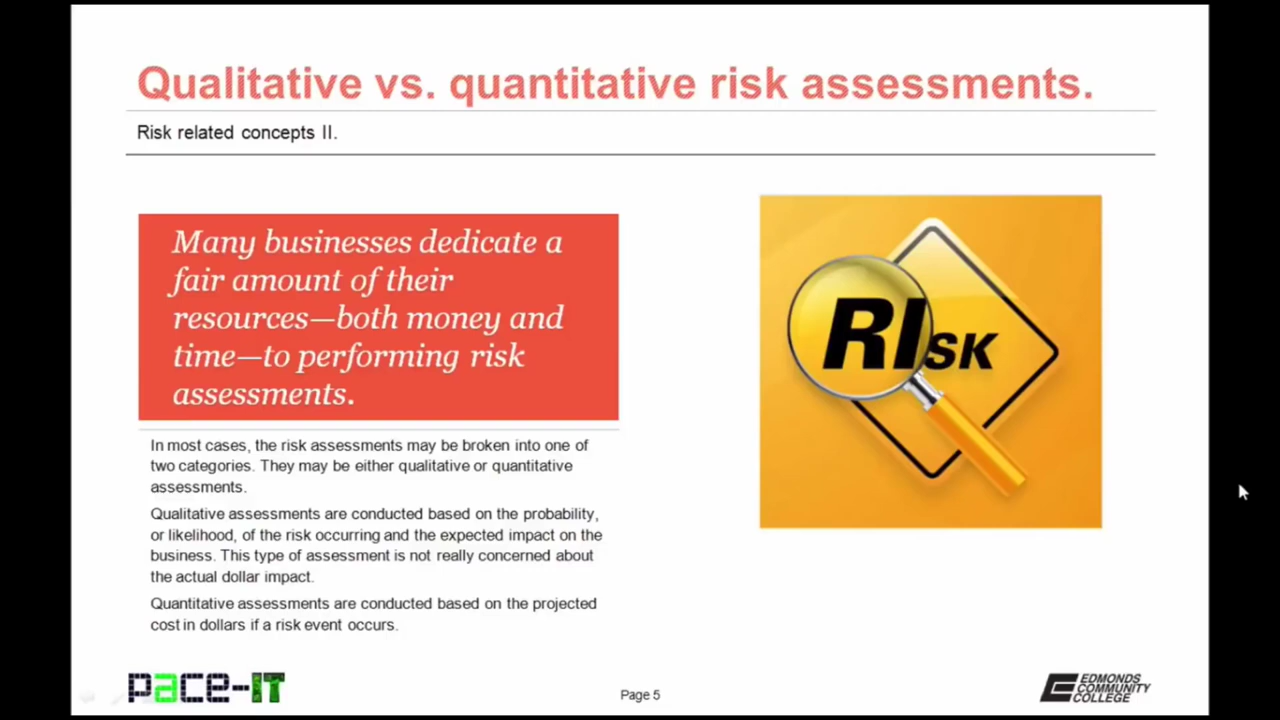 Qualitative vs. quantitative risk assessments.
Risk related concepts II.
Many businesses dedicate a
fair amount of their
resources—both money and
time—to performing risk
assessments.
RISK
In most cases, the risk assessments may be broken into one of
two categories. They may be either qualitative or quantitative
assessments.
Qualitative assessments are conducted based on the probability,
or likelihood, of the risk occurring and the expected impact on the
business. This type of assessment is not really concerned about
the actual dollar impact.
Quantitative assessments are conducted based on the projected
cost in dollars if a risk event occurs.
pace-IT
Page 5
EDMONDS
COMMUNITY
COLLEGE